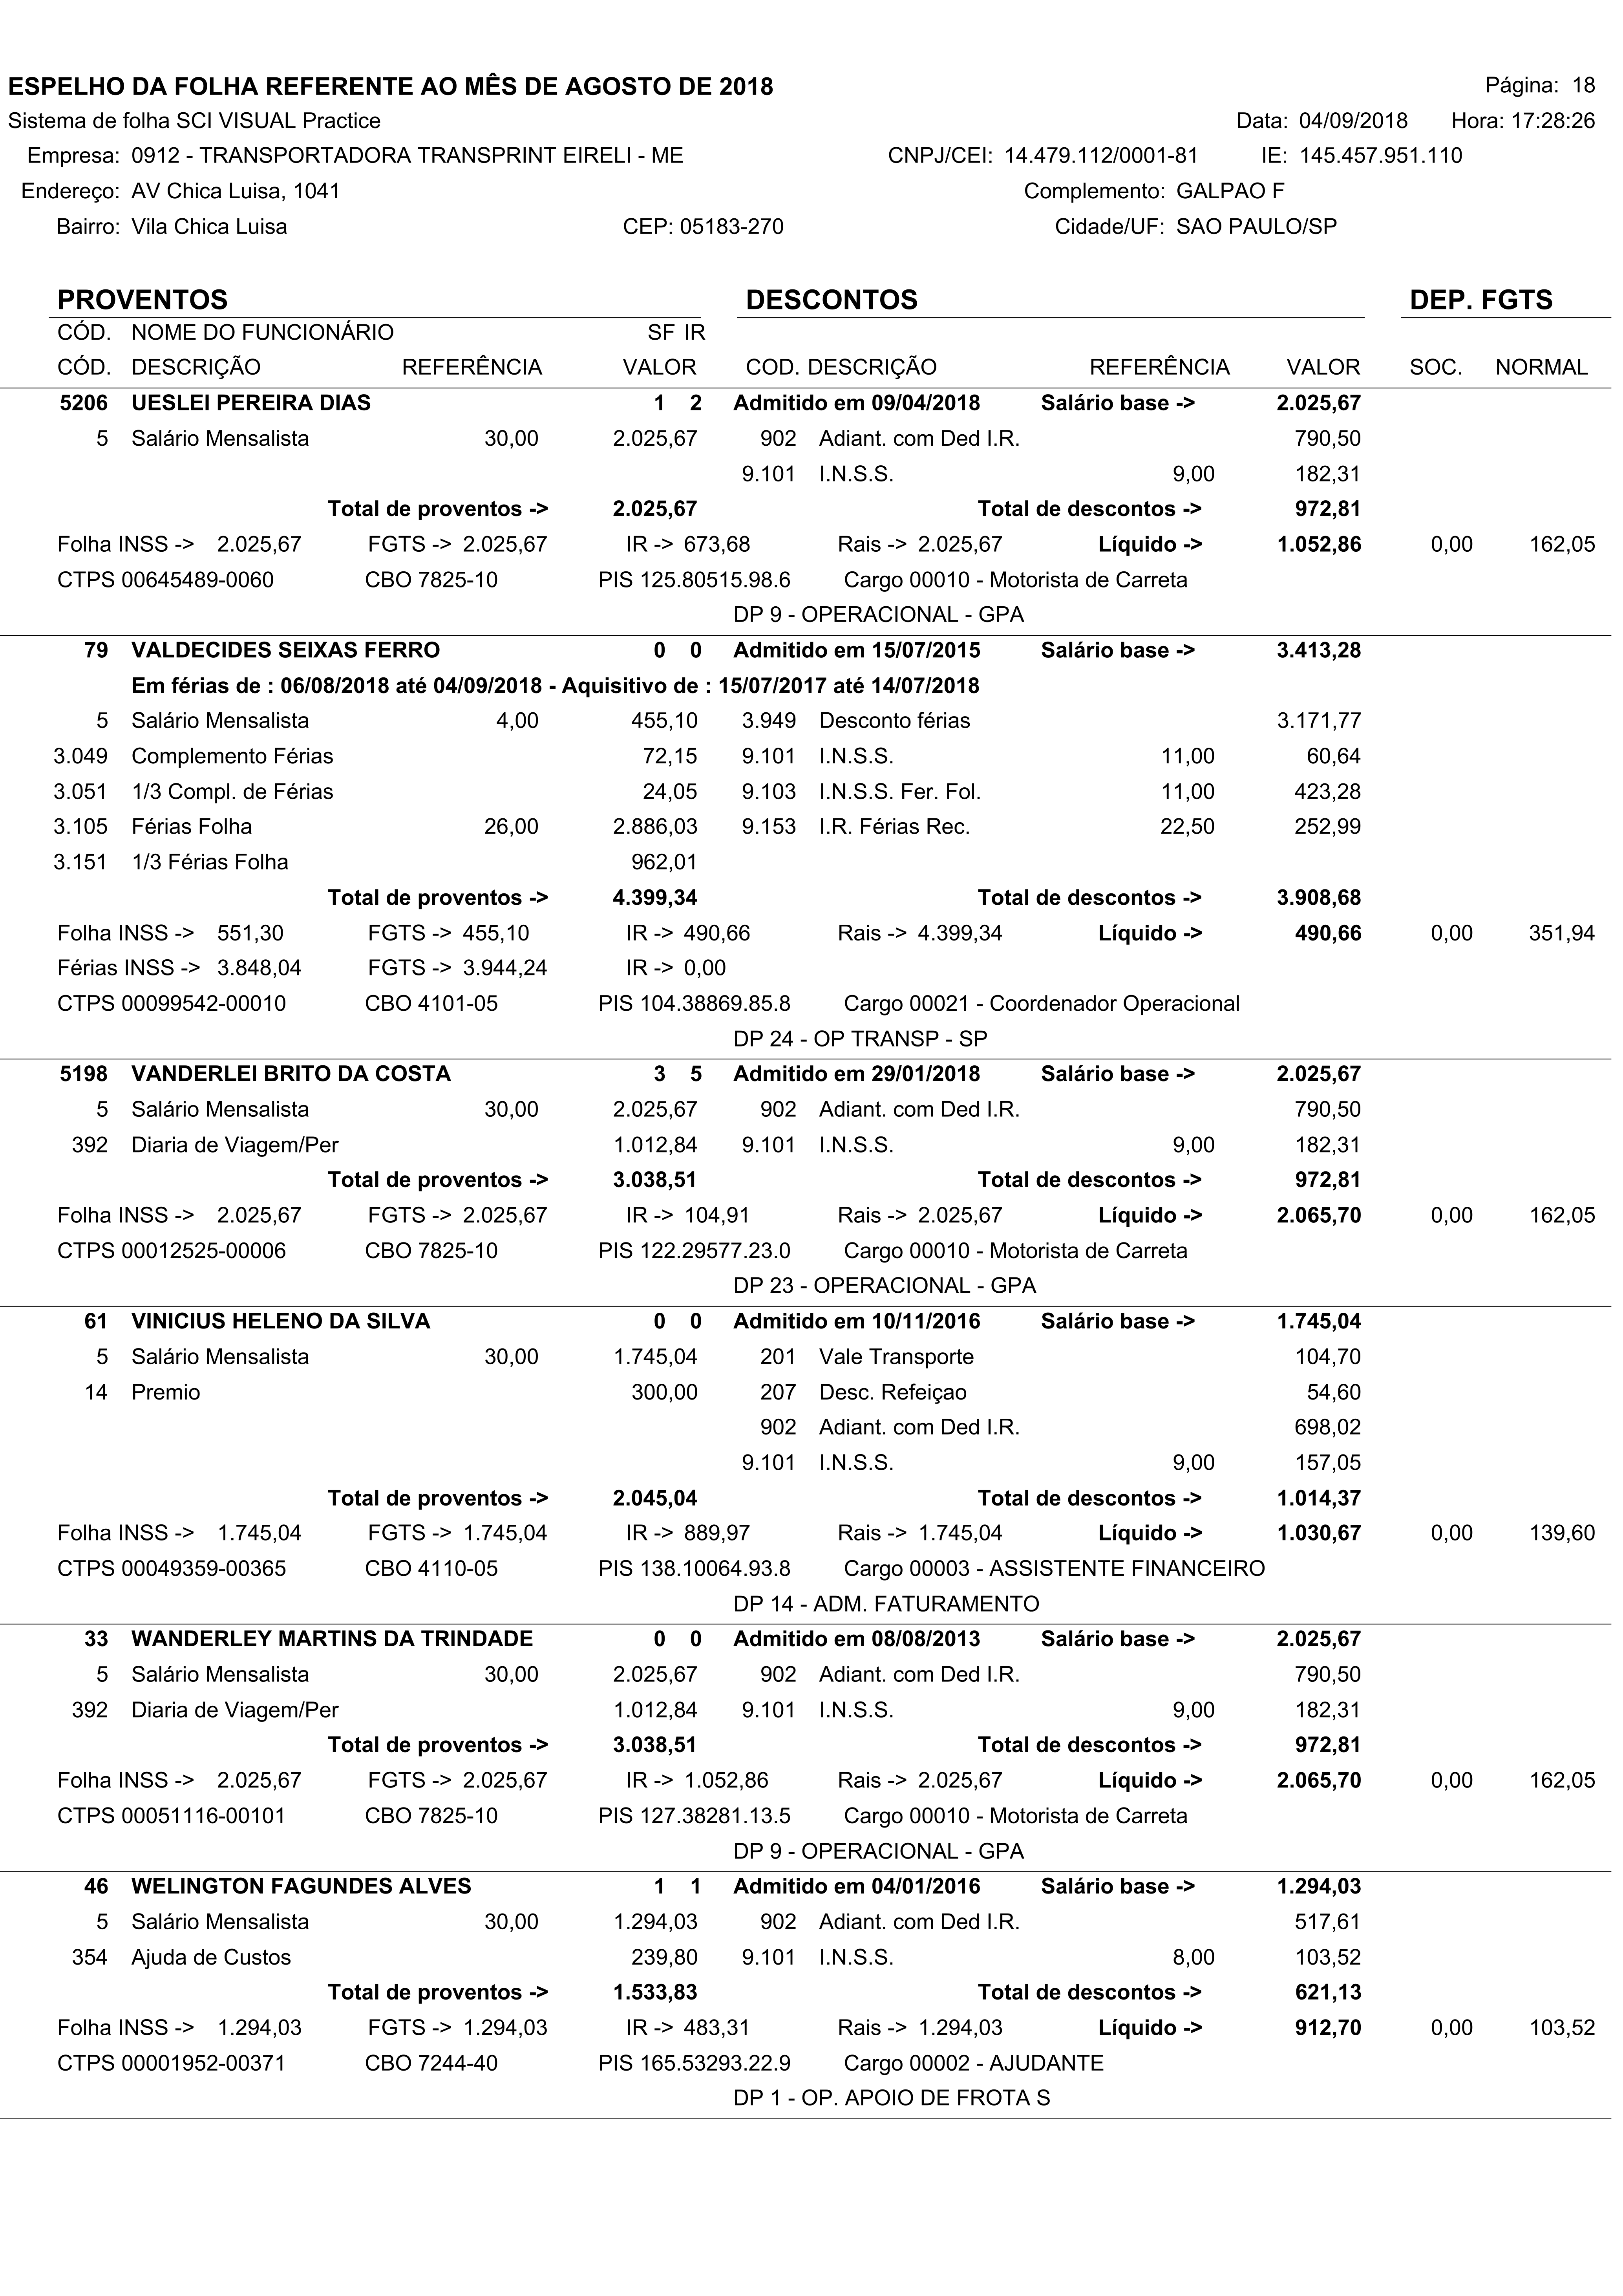 ESPELHO DA FOLHA REFERENTE AO MÊS DE AGOSTO DE 2018 Página: 18
Sistema de folha SCI VISUAL Practice Data: 04/09/2018 Hora: 17:28:26
Empresa: 0912 - TRANSPORTADORA TRANSPRINT EIRELI - ME CNPJ/CEI: 14.479.112/0001-81 IE: 145.457.951.110
Endereço: AV Chica Luisa, 1041 Complemento: GALPAO F
Bairro: Vila Chica Luisa CEP: 05183-270 Cidade/UF: SAO PAULO/SP
PROVENTOS DESCONTOS DEP. FGTS
CÓD. NOME DO FUNCIONÁRIO SF IR
CÓD. DESCRIÇÃO REFERÊNCIA VALOR COD. DESCRIÇÃO REFERÊNCIA VALOR SOC. NORMAL
5206 UESLEI PEREIRA DIAS 1 2 Admitido em 09/04/2018 Salário base -> 2.025,67
5 Salário Mensalista 30,00 2.025,67 902 Adiant. com Ded I.R. 790,50
9.101 I.N.S.S. 9,00 182,31
Total de proventos -> 2.025,67 Total de descontos -> 972,81
Folha INSS -> 2.025,67 FGTS -> 2.025,67 IR -> 673,68 Rais -> 2.025,67 Líquido -> 1.052,86 0,00 162,05
CTPS 00645489-0060 CBO 7825-10 PIS 125.80515.98.6 Cargo 00010 - Motorista de Carreta
DP 9 - OPERACIONAL - GPA
79 VALDECIDES SEIXAS FERRO 0 0 Admitido em 15/07/2015 Salário base -> 3.413,28
Em férias de : 06/08/2018 até 04/09/2018 - Aquisitivo de : 15/07/2017 até 14/07/2018
5 Salário Mensalista 4,00 455,10 3.949 Desconto férias 3.171,77
3.049 Complemento Férias 72,15 9.101 I.N.S.S. 11,00 60,64
3.051 1/3 Compl. de Férias 24,05 9.103 I.N.S.S. Fer. Fol. 11,00 423,28
3.105 Férias Folha 26,00 2.886,03 9.153 I.R. Férias Rec. 22,50 252,99
3.151 1/3 Férias Folha 962,01
Total de proventos -> 4.399,34 Total de descontos -> 3.908,68
Folha INSS -> 551,30 FGTS -> 455,10 IR -> 490,66 Rais -> 4.399,34 Líquido -> 490,66 0,00 351,94
Férias INSS -> 3.848,04 FGTS -> 3.944,24 IR -> 0,00
CTPS 00099542-00010 CBO 4101-05 PIS 104.38869.85.8 Cargo 00021 - Coordenador Operacional
DP 24 - OP TRANSP - SP
5198 VANDERLEI BRITO DA COSTA 3 5 Admitido em 29/01/2018 Salário base -> 2.025,67
5 Salário Mensalista 30,00 2.025,67 902 Adiant. com Ded I.R. 790,50
392 Diaria de Viagem/Per 1.012,84 9.101 I.N.S.S. 9,00 182,31
Total de proventos -> 3.038,51 Total de descontos -> 972,81
Folha INSS -> 2.025,67 FGTS -> 2.025,67 IR -> 104,91 Rais -> 2.025,67 Líquido -> 2.065,70 0,00 162,05
CTPS 00012525-00006 CBO 7825-10 PIS 122.29577.23.0 Cargo 00010 - Motorista de Carreta
DP 23 - OPERACIONAL - GPA
61 VINICIUS HELENO DA SILVA 0 0 Admitido em 10/11/2016 Salário base -> 1.745,04
5 Salário Mensalista 30,00 1.745,04 201 Vale Transporte 104,70
14 Premio 300,00 207 Desc. Refeiçao 54,60
902 Adiant. com Ded I.R. 698,02
9.101 I.N.S.S. 9,00 157,05
Total de proventos -> 2.045,04 Total de descontos -> 1.014,37
Folha INSS -> 1.745,04 FGTS -> 1.745,04 IR -> 889,97 Rais -> 1.745,04 Líquido -> 1.030,67 0,00 139,60
CTPS 00049359-00365 CBO 4110-05 PIS 138.10064.93.8 Cargo 00003 - ASSISTENTE FINANCEIRO
DP 14 - ADM. FATURAMENTO
33 WANDERLEY MARTINS DA TRINDADE 0 0 Admitido em 08/08/2013 Salário base -> 2.025,67
5 Salário Mensalista 30,00 2.025,67 902 Adiant. com Ded I.R. 790,50
392 Diaria de Viagem/Per 1.012,84 9.101 I.N.S.S. 9,00 182,31
Total de proventos -> 3.038,51 Total de descontos -> 972,81
Folha INSS -> 2.025,67 FGTS -> 2.025,67 IR -> 1.052,86 Rais -> 2.025,67 Líquido -> 2.065,70 0,00 162,05
CTPS 00051116-00101 CBO 7825-10 PIS 127.38281.13.5 Cargo 00010 - Motorista de Carreta
DP 9 - OPERACIONAL - GPA
46 WELINGTON FAGUNDES ALVES 1 1 Admitido em 04/01/2016 Salário base -> 1.294,03
5 Salário Mensalista 30,00 1.294,03 902 Adiant. com Ded I.R. 517,61
354 Ajuda de Custos 239,80 9.101 I.N.S.S. 8,00 103,52
Total de proventos -> 1.533,83 Total de descontos -> 621,13
Folha INSS -> 1.294,03 FGTS -> 1.294,03 IR -> 483,31 Rais -> 1.294,03 Líquido -> 912,70 0,00 103,52
CTPS 00001952-00371 CBO 7244-40 PIS 165.53293.22.9 Cargo 00002 - AJUDANTE
DP 1 - OP. APOIO DE FROTA S